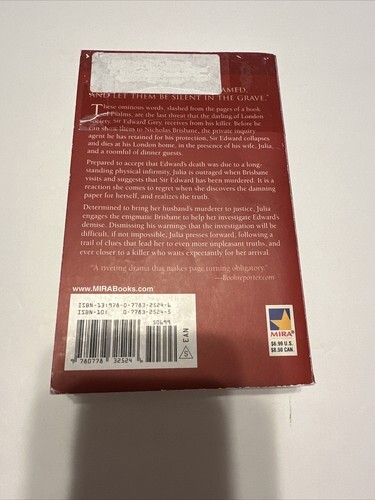 AMED,
AND LET THEM BE SILENT IN THE GRAVE."
These ominous words, slashed from the pages of a book
of Psalms, are the last threat that the darling of London
society, Sir Edward Grey, receives from his killer. Before he
can show them to Nicholas Brisbane, the private inquiry
agent he has retained for his protection, Sir Edward collapses
and dies at his London home, in the presence of his wife, Julia,
and a roomful of dinner guests.
Prepared to accept that Edward's death was due to a long-
standing physical infirmity, Julia is outraged when Brisbane
visits and suggests that Sir Edward has been murdered. It is a
reaction she comes to regret when she discovers the damning
paper for herself, and realizes the truth.
Determined to bring her husband's murderer to justice, Julia
engages the enigmatic Brisbane to help her investigate Edward's
demise. Dismissing his warnings that the investigation will be
difficult, if not impossible, Julia presses forward, following a
trail of clues that lead her to even more unpleasant truths, and
ever closer to a killer who waits expectantly for her arrival.
"A riveting drama that makes page turning obligatory."
—Bookreporter.com
www.MIRABooks.com
ISBN-13:978-0-7783-2524-6
ISBN-10: 0-7783-2524-5
50699
9 780778 32524
S EAN
MIRA®
$6.99 U.S.
$8.50 CAN.